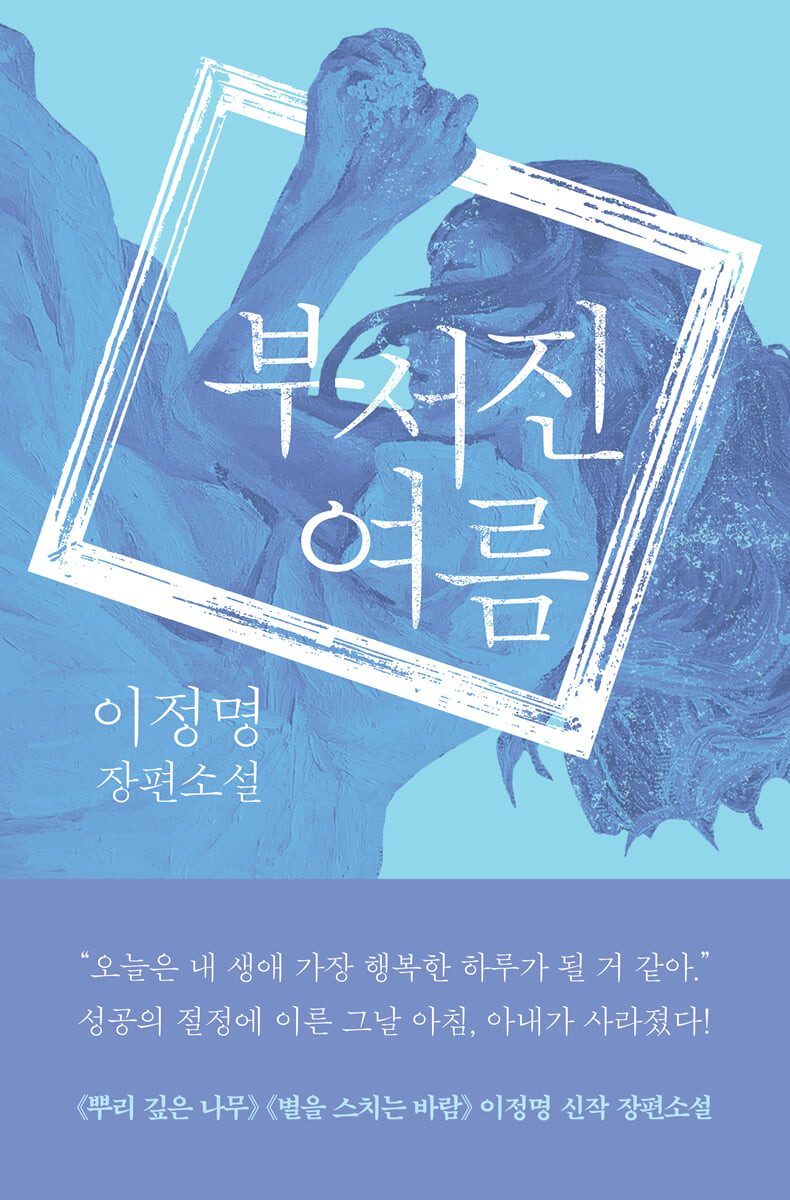 부서진
여름
이정명
장편소설
“오늘은 내 생애 가장 행복한 하루가 될 거 같아.”
성공의 절정에 이른 그날 아침, 아내가 사라졌다!
《뿌리 깊은 나무》 《별을 스치는 바람》 이정명 신작 장편소설